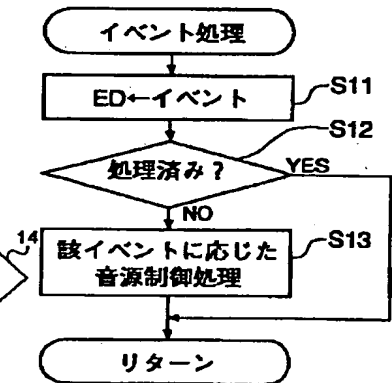 イベント処理
ED←イベント
S11
S12
処理済み？
YES
NO
14
該イベントに応じた
音源制御処理
S13
リターン